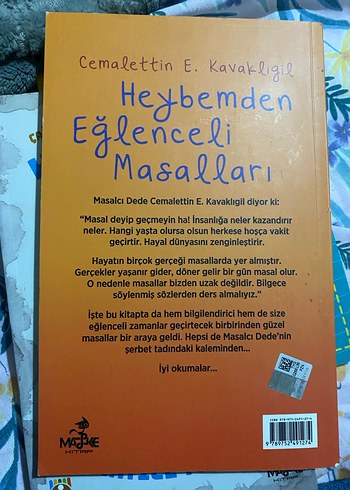 Cemalettin E. Kavaklıgil
Heybemden
Eğlenceli
Masalları
Masalcı Dede Cemalettin E. Kavaklıgil diyor ki:
"Masal deyip geçmeyin ha! İnsanlığa neler kazandırır
neler. Hangi yaşta olursa olsun herkese hoşça vakit
geçirtir. Hayal dünyasını zenginleştirir.
Hayatın birçok gerçeği masallarda yer almıştır.
Gerçekler yaşanır gider, döner gelir bir gün masal olur.
O nedenle masallar bizden uzak değildir. Bilgece
söylenmiş sözlerden ders almalıyız."
İşte bu kitapta da hem bilgilendirici hem de size
eğlenceli zamanlar geçirtecek birbirinden güzel
masallar bir araya geldi. Hepsi de Masalcı Dede'nin
şerbet tadındaki kaleminden...
İyi okumalar...
KİTAP
9 789752 491274